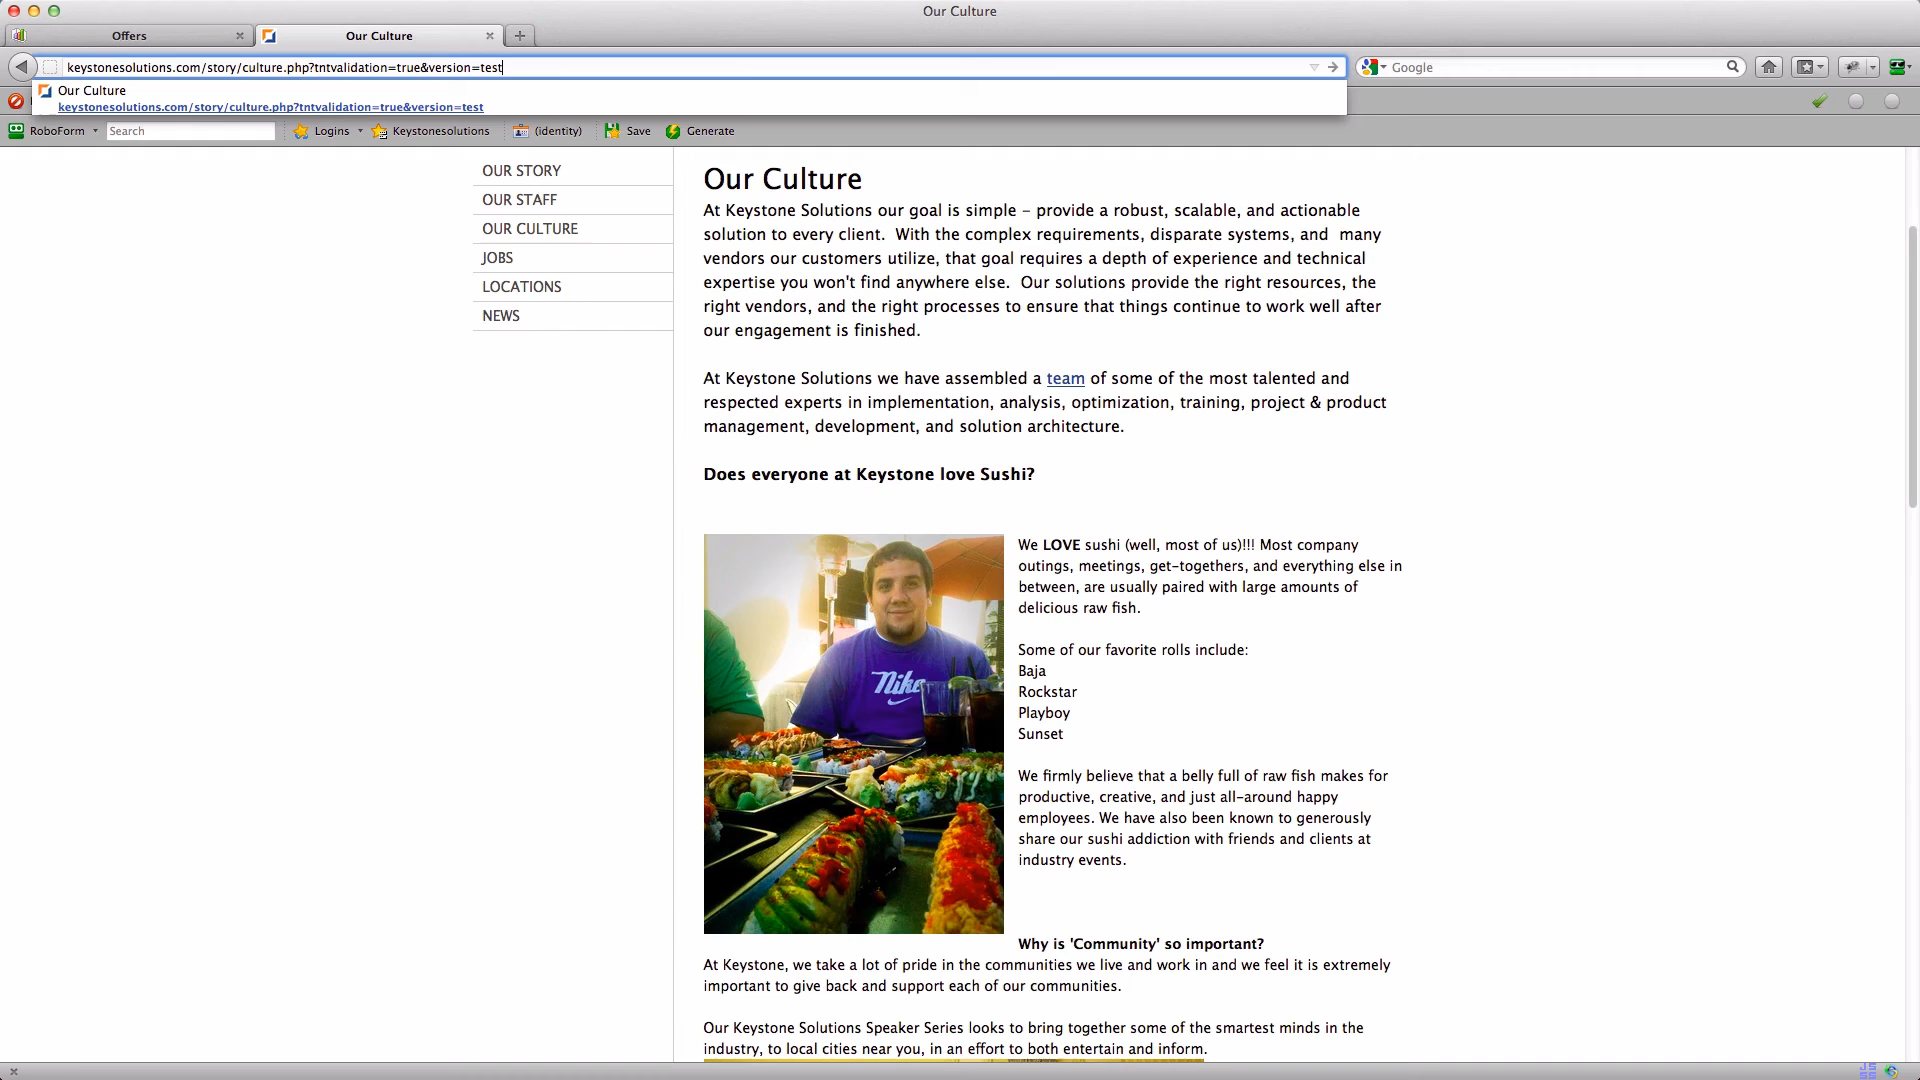 Our Culture
Offers
Our Culture
keystonesolutions.com/story/culture.php?tntvalidation=true&version=test
Google
Our Culture
keystonesolutions.com/story/culture.php?tntvalidation=true&version=test
RoboForm
Search
Logins
Keystonesolutions
(identity)
Save
Generate
OUR STORY
OUR STAFF
OUR CULTURE
JOBS
LOCATIONS
NEWS
Our Culture
At Keystone Solutions our goal is simple – provide a robust, scalable, and actionable
solution to every client. With the complex requirements, disparate systems, and many
vendors our customers utilize, that goal requires a depth of experience and technical
expertise you won't find anywhere else. Our solutions provide the right resources, the
right vendors, and the right processes to ensure that things continue to work well after
our engagement is finished.
At Keystone Solutions we have assembled a team of some of the most talented and
respected experts in implementation, analysis, optimization, training, project & product
management, development, and solution architecture.
Does everyone at Keystone love Sushi?
Nike
We LOVE sushi (well, most of us)!!! Most company
outings, meetings, get-togethers, and everything else in
between, are usually paired with large amounts of
delicious raw fish.
Some of our favorite rolls include:
Baja
Rockstar
Playboy
Sunset
We firmly believe that a belly full of raw fish makes for
productive, creative, and just all-around happy
employees. We have also been known to generously
share our sushi addiction with friends and clients at
industry events.
Why is 'Community' so important?
At Keystone, we take a lot of pride in the communities we live and work in and we feel it is extremely
important to give back and support each of our communities.
Our Keystone Solutions Speaker Series looks to bring together some of the smartest minds in the
industry, to local cities near you, in an effort to both entertain and inform.